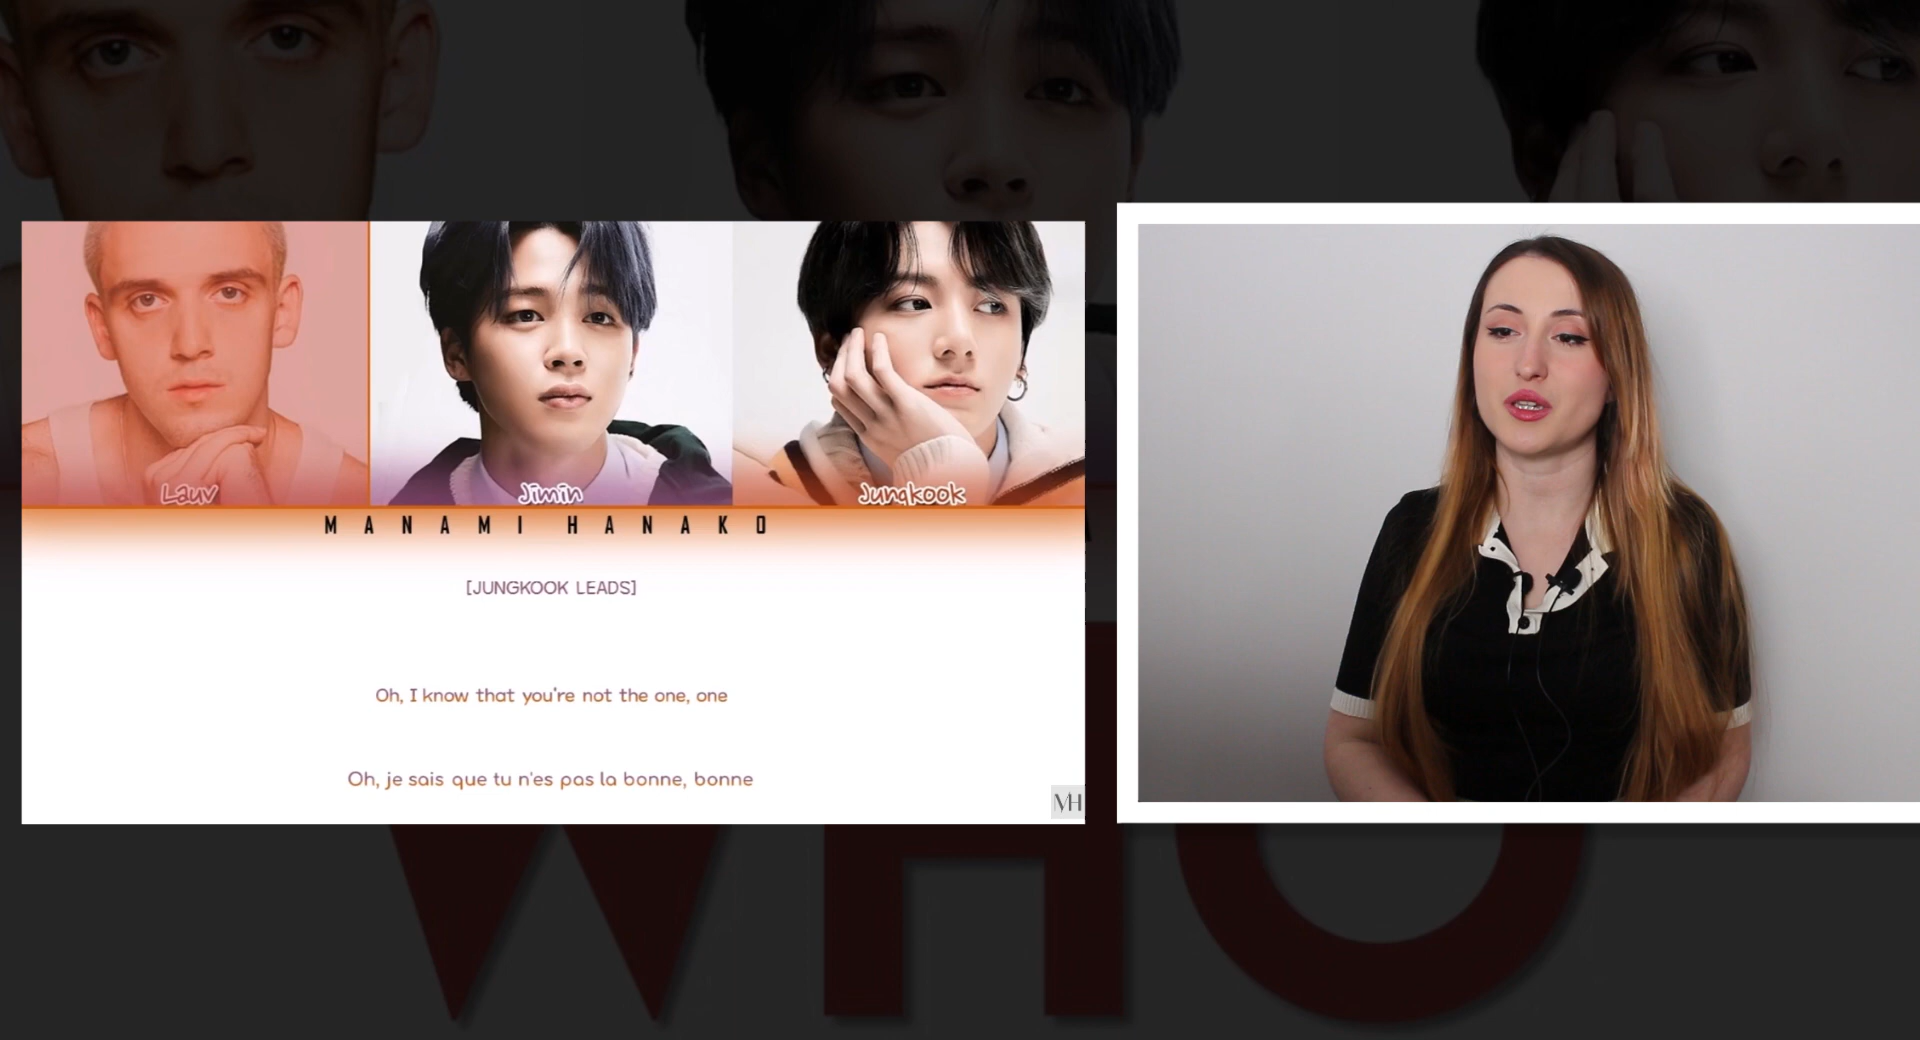 Lauv
Jimin
Jungkook
MANAMI HANAKO
[JUNGKOOK LEADS]
Oh, I know that you're not the one, one
Oh, je sais que tu n'es pas la bonne, bonne
MH
WHO